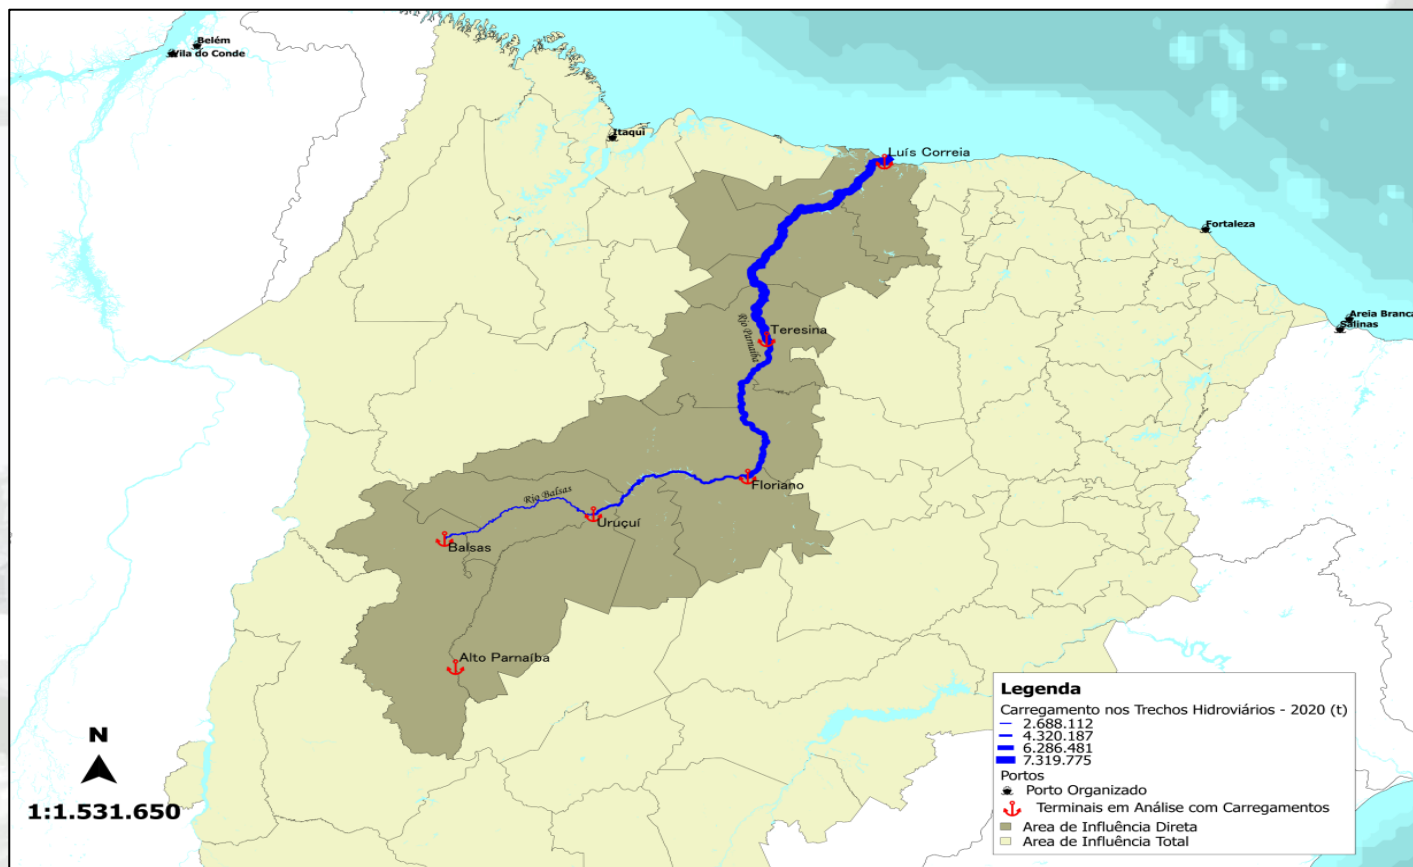 Belém
Vila do Conde
Itaqui
Luís Correia
Fortaleza
Areia Branca
Salinas
Rio Parnaíba
Teresina
Floriano
Rio Balsas
Uruçuí
Balsas
Alto Parnaíba
N
1:1.531.650
Legenda
Carregamento nos Trechos Hidroviários - 2020 (t)
2.688.112
4.320.187
6.286.481
7.319.775
Portos
Porto Organizado
Terminais em Análise com Carregamentos
Area de Influência Direta
Area de Influência Total